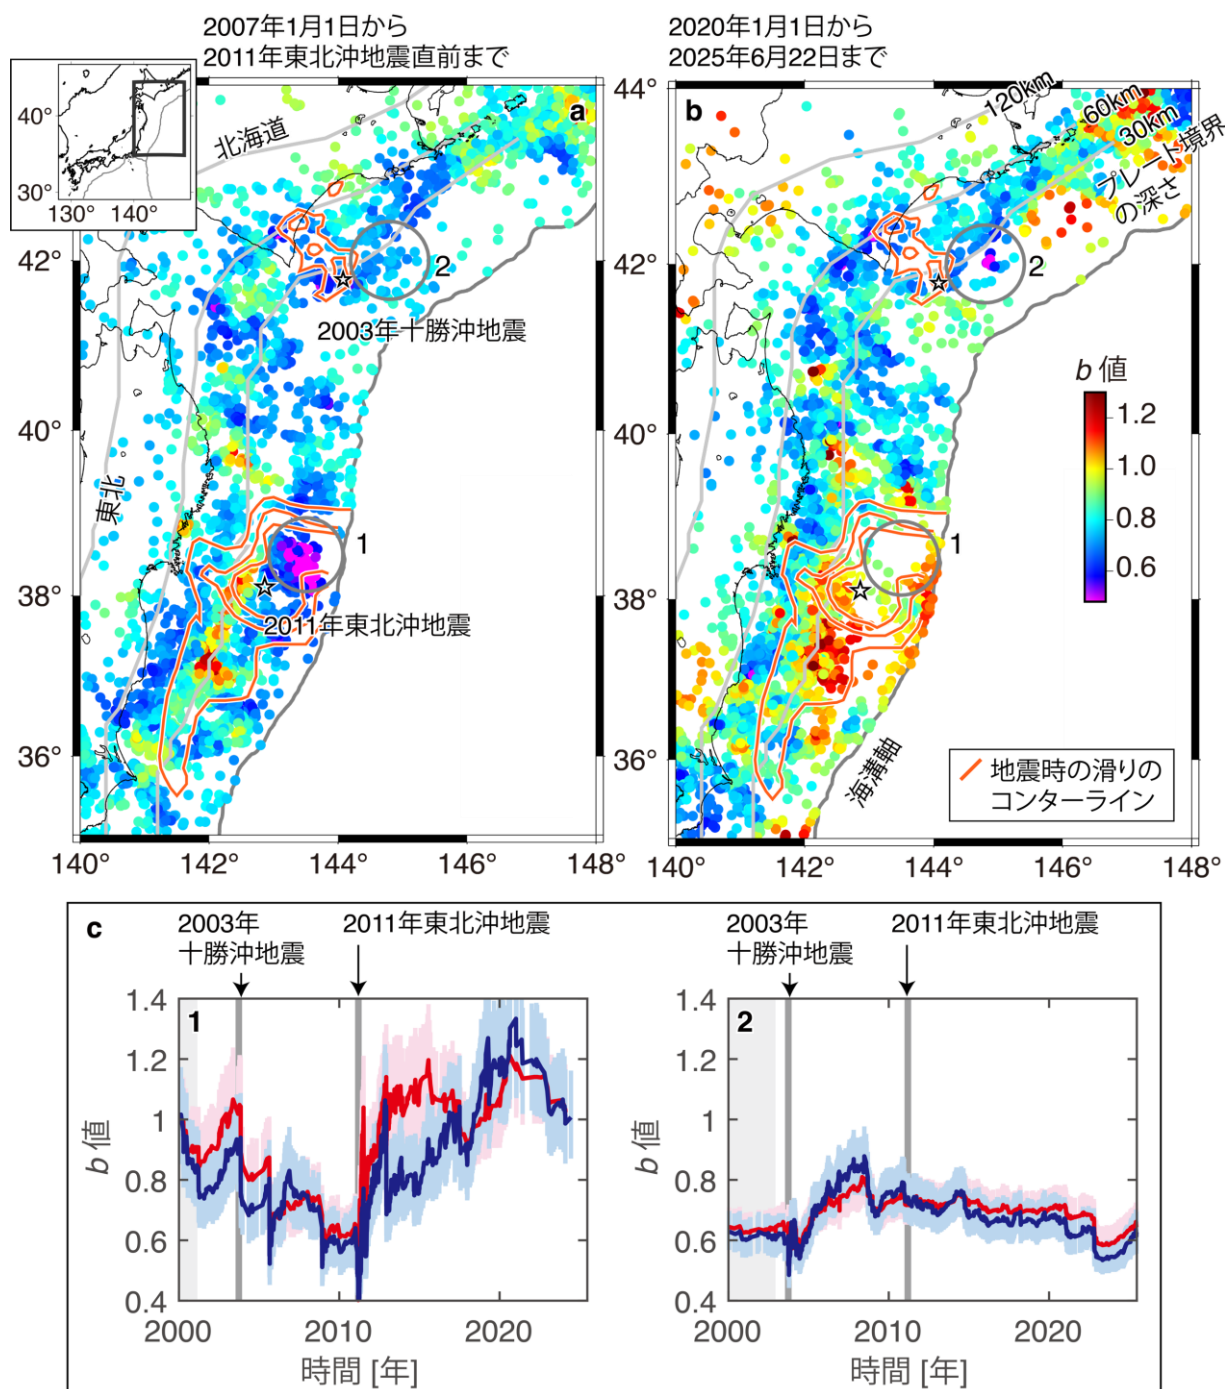 2007年1月1日から
2011年東北沖地震直前まで
2020年1月1日から
2025年6月22日まで
40°
30°
130° 140°
a
北海道
2
2003年十勝沖地震
東北
1
2011年東北沖地震
42°
40°
38°
36°
140° 142° 144° 146° 148°
b
120km
60km
30km
プレート境界
の深さ
2
1
b 値
1.2
1.0
0.8
0.6
海溝軸
地震時の滑りの
コンターライン
44°
42°
40°
38°
36°
140° 142° 144° 146° 148°
c
2003年
十勝沖地震
2011年東北沖地震
1
b 値
1.4
1.2
1
0.8
0.6
0.4
2000 2010 2020
時間 [年]
2003年
十勝沖地震
2011年東北沖地震
2
b 値
1.4
1.2
1
0.8
0.6
0.4
2000 2010 2020
時間 [年]